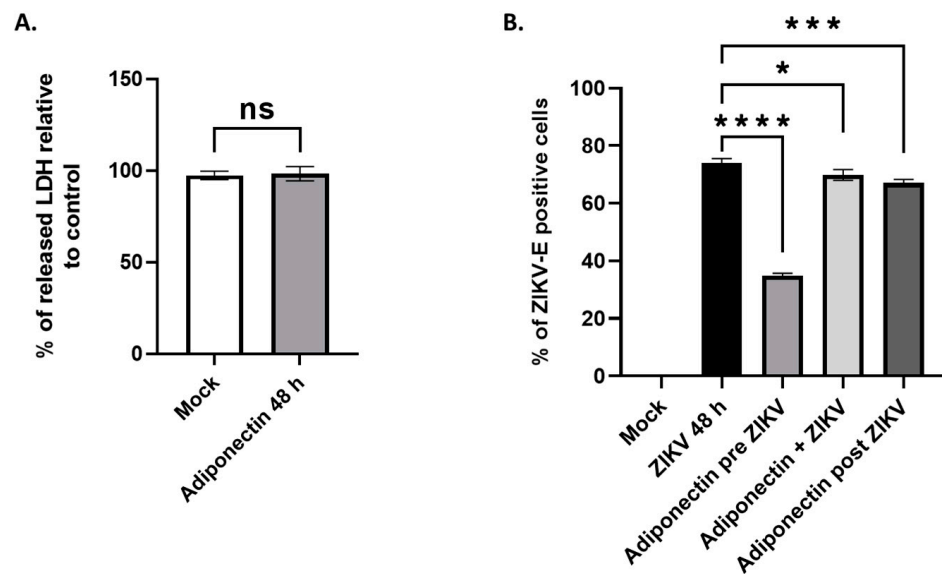 A.
% of released LDH relative
to control
150
100
50
0
ns
Mock
Adiponectin 48 h
B.
% of ZIKV-E positive cells
100
80
60
40
20
0
***
*
****
Mock
ZIKV 48 h
Adiponectin pre ZIKV
Adiponectin + ZIKV
Adiponectin post ZIKV